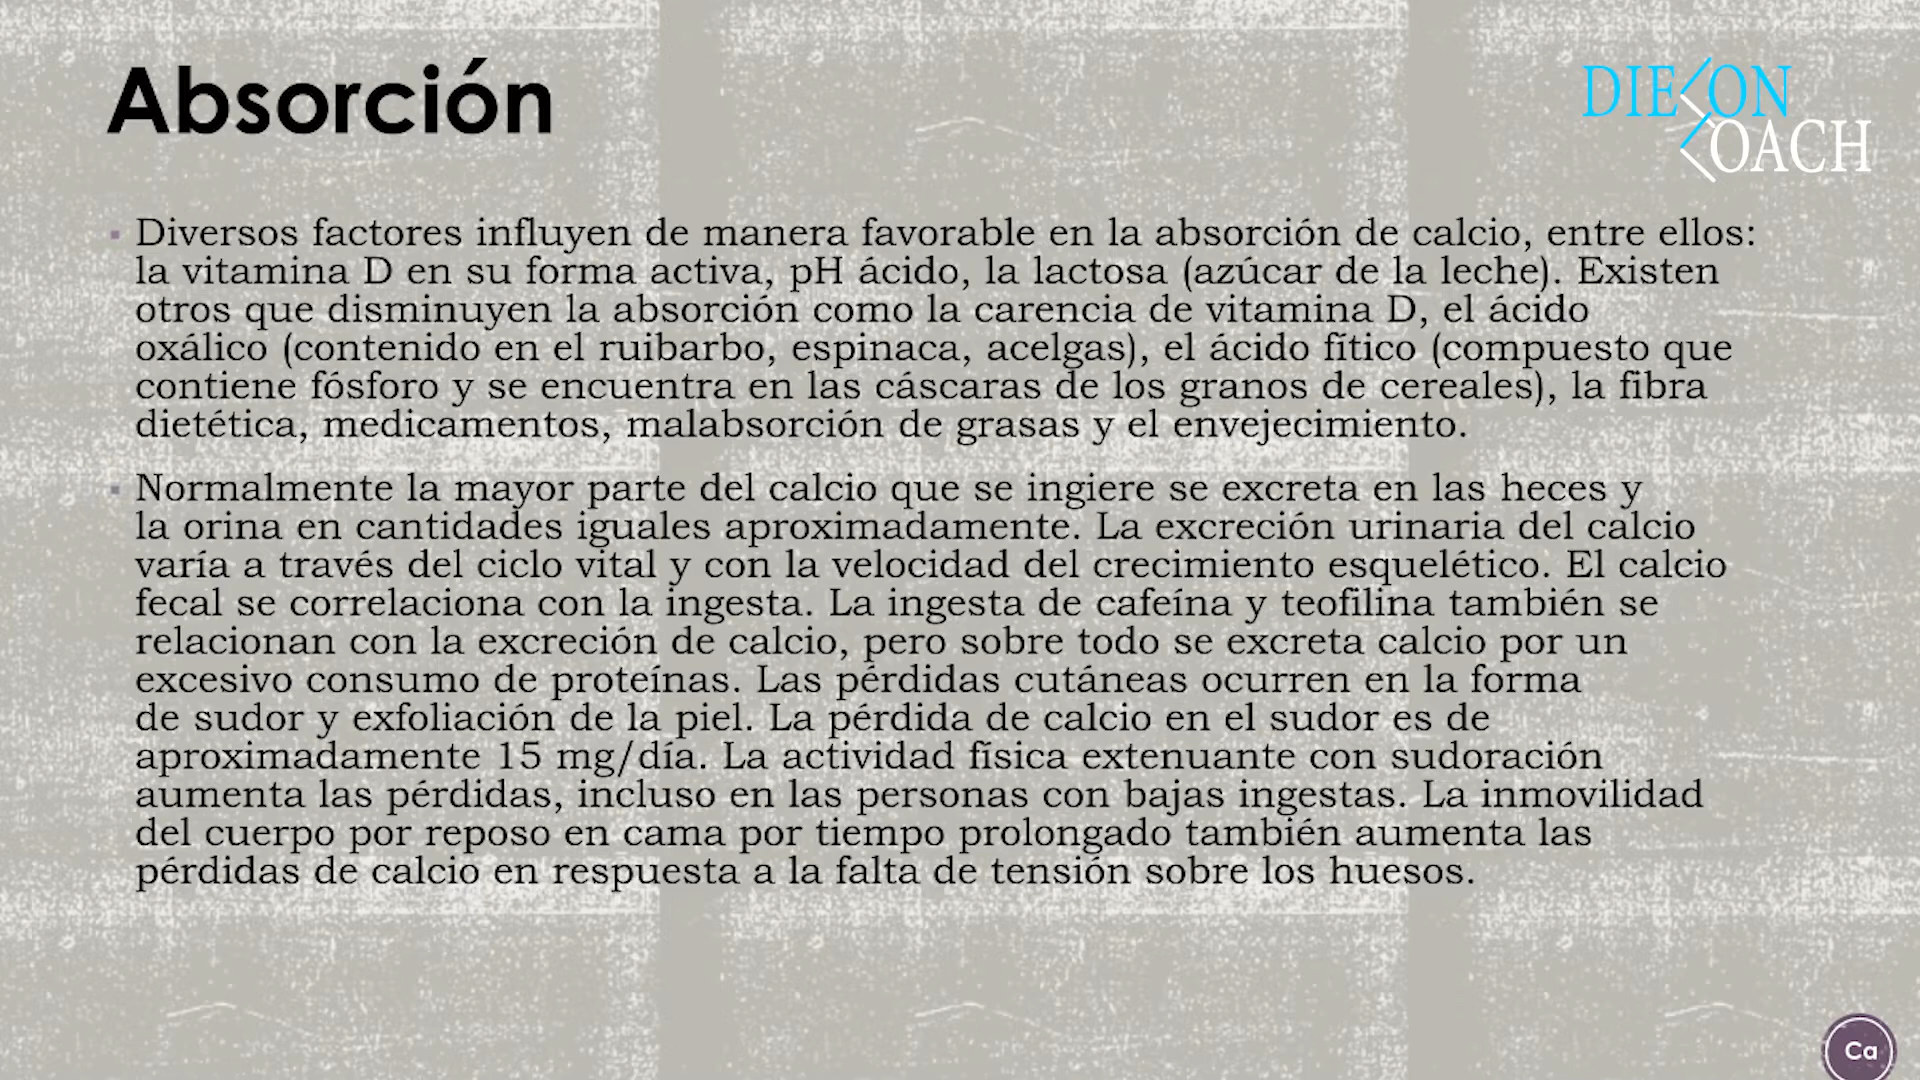 Absorción
DIEZON
COACH
Diversos factores influyen de manera favorable en la absorción de calcio, entre ellos:
la vitamina D en su forma activa, pH ácido, la lactosa (azúcar de la leche). Existen
otros que disminuyen la absorción como la carencia de vitamina D, el ácido
oxálico (contenido en el ruibarbo, espinaca, acelgas), el ácido fítico (compuesto que
contiene fósforo y se encuentra en las cáscaras de los granos de cereales), la fibra
dietética, medicamentos, malabsorción de grasas y el envejecimiento.
Normalmente la mayor parte del calcio que se ingiere se excreta en las heces y
la orina en cantidades iguales aproximadamente. La excreción urinaria del calcio
varía a través del ciclo vital y con la velocidad del crecimiento esquelético. El calcio
fecal se correlaciona con la ingesta. La ingesta de cafeína y teofilina también se
relacionan con la excreción de calcio, pero sobre todo se excreta calcio por un
excesivo consumo de proteínas. Las pérdidas cutáneas ocurren en la forma
de sudor y exfoliación de la piel. La pérdida de calcio en el sudor es de
aproximadamente 15 mg/día. La actividad física extenuante con sudoración
aumenta las pérdidas, incluso en las personas con bajas ingestas. La inmovilidad
del cuerpo por reposo en cama por tiempo prolongado también aumenta las
pérdidas de calcio en respuesta a la falta de tensión sobre los huesos.
Ca